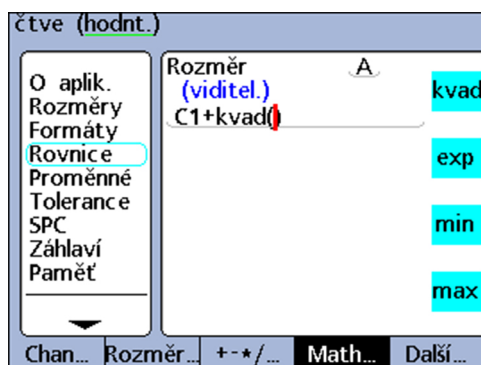 čtve (hodnt.)
O aplik.
Rozměry
Formáty
Rovnice
Proměnné
Tolerance
SPC
Záhlaví
Paměť
Rozměr A
(viditel.)
C1+kvad()
kvad
exp
min
max
Chan... Rozměr... +-*/... Math... Další...